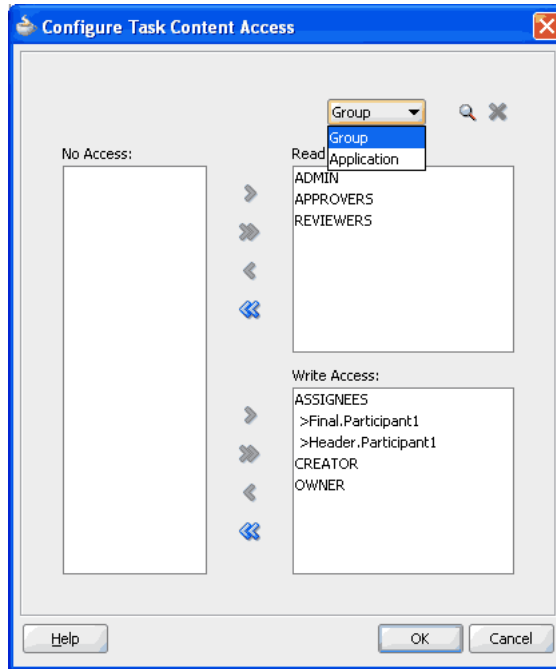 Configure Task Content Access
Group
Group
Application
No Access:
Read
ADMIN
APPROVERS
REVIEWERS
Write Access:
ASSIGNEES
>Final.Participant1
>Header.Participant1
CREATOR
OWNER
Help
OK
Cancel